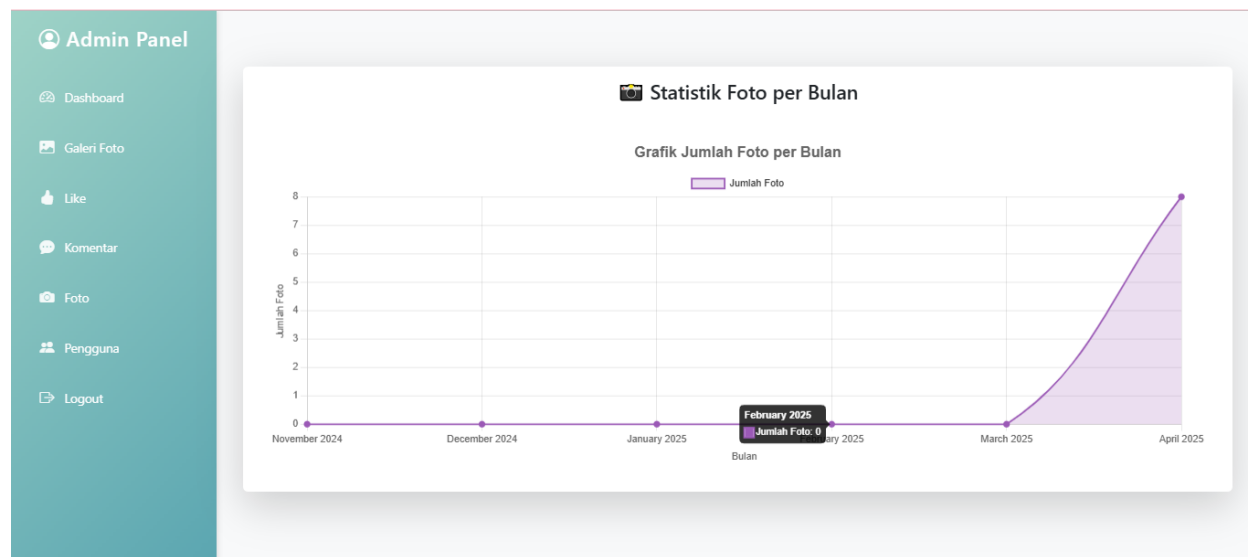 Admin Panel
Dashboard
Galeri Foto
Like
Komentar
Foto
Pengguna
Logout
Statistik Foto per Bulan
Grafik Jumlah Foto per Bulan
Jumlah Foto
8
7
6
5
4
3
2
1
0
Jumlah Foto
February 2025
Jumlah Foto: 0
November 2024
December 2024
January 2025
February 2025
March 2025
April 2025
Bulan